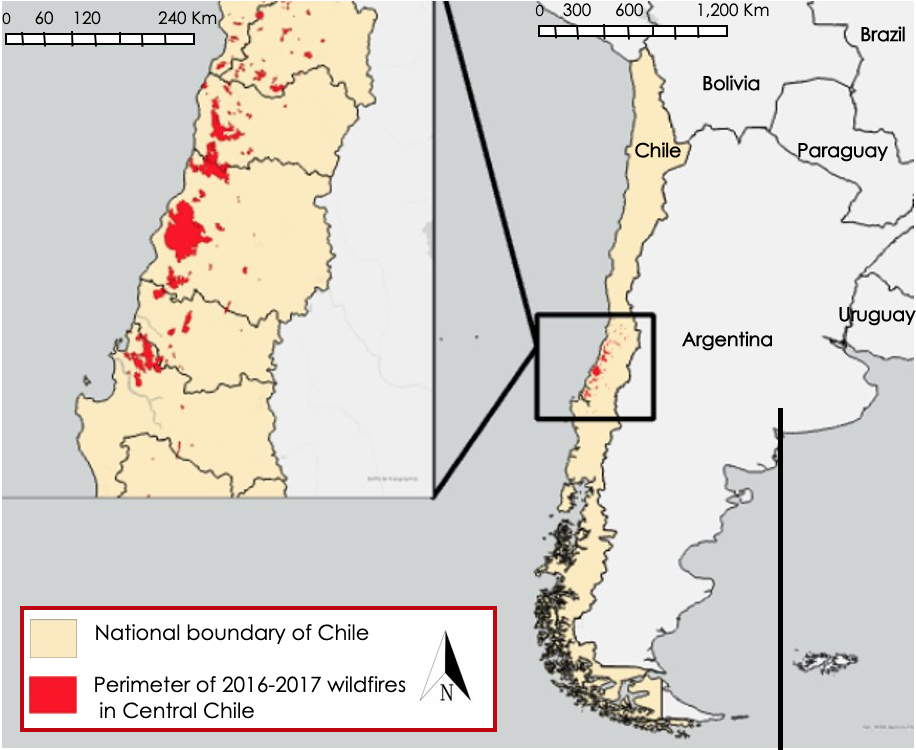 0 60 120 240 Km
0 300 600 1,200 Km
Brazil
Bolivia
Chile
Paraguay
Uruguay
Argentina
National boundary of Chile
Perimeter of 2016-2017 wildfires
in Central Chile
N